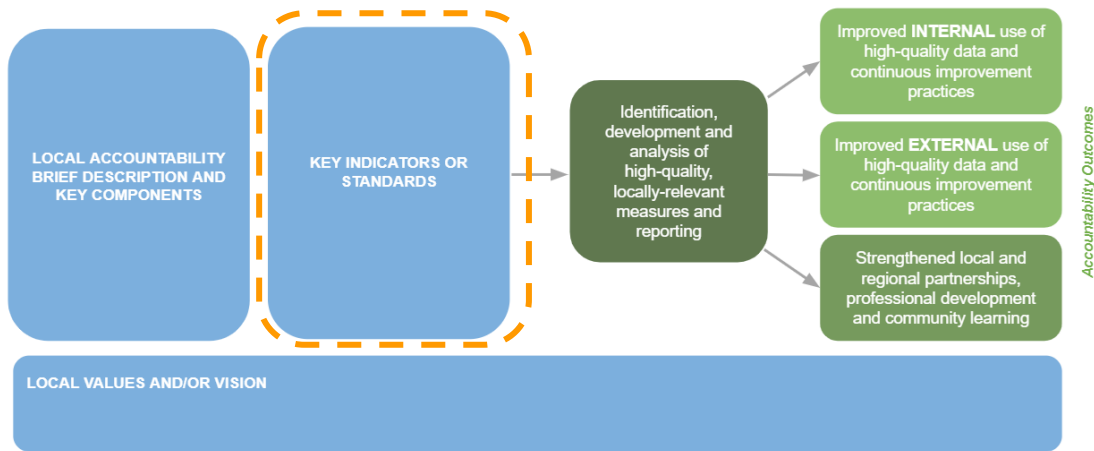 LOCAL ACCOUNTABILITY
BRIEF DESCRIPTION AND
KEY COMPONENTS
KEY INDICATORS OR
STANDARDS
Identification,
development and
analysis of
high-quality,
locally-relevant
measures and
reporting
Improved INTERNAL use of
high-quality data and
continuous improvement
practices
Improved EXTERNAL use of
high-quality data and
continuous improvement
practices
Strengthened local and
regional partnerships,
professional development
and community learning
Accountability Outcomes
LOCAL VALUES AND/OR VISION